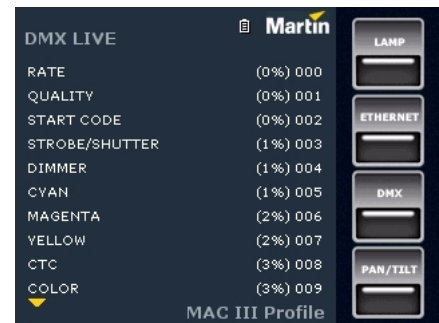 DMX LIVE
Martin
RATE (0%) 000
QUALITY (0%) 001
START CODE (0%) 002
STROBE/SHUTTER (1%) 003
DIMMER (1%) 004
CYAN (1%) 005
MAGENTA (2%) 006
YELLOW (2%) 007
CTC (3%) 008
COLOR (3%) 009
MAC III Profile
LAMP
ETHERNET
DMX
PAN/TILT